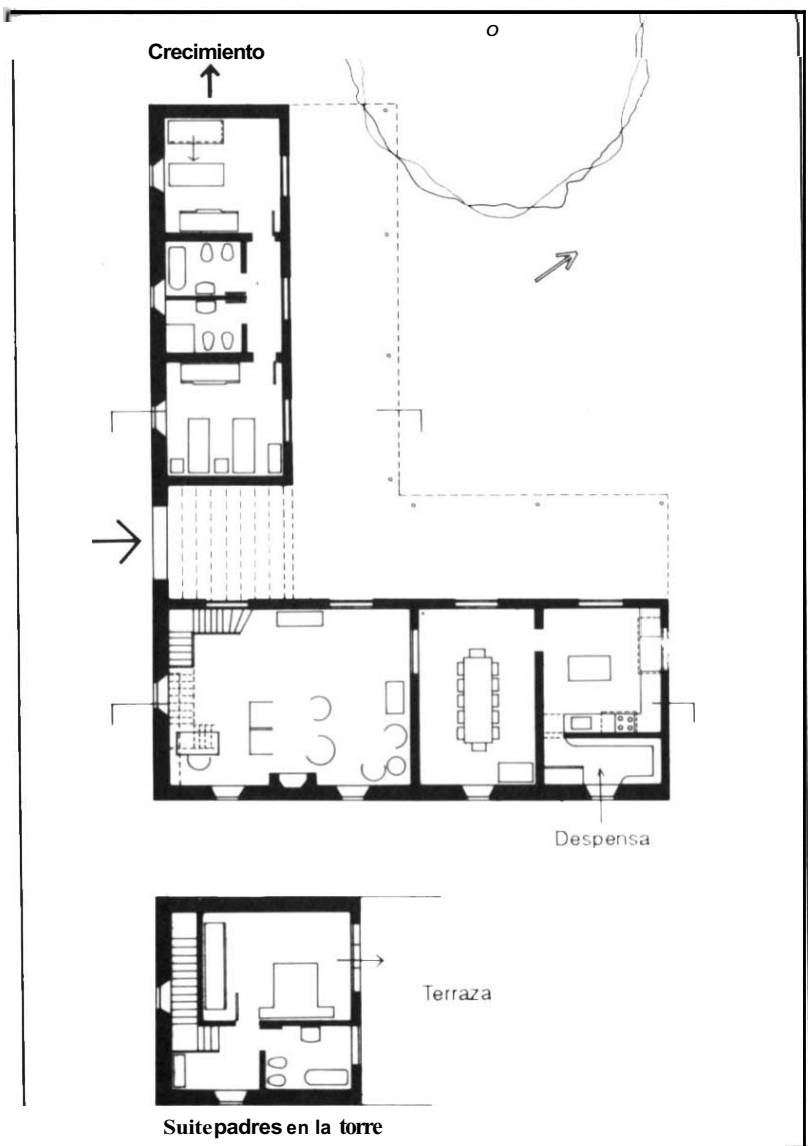 o
Crecimiento
Despensa
Terraza
Suite padres en la torre